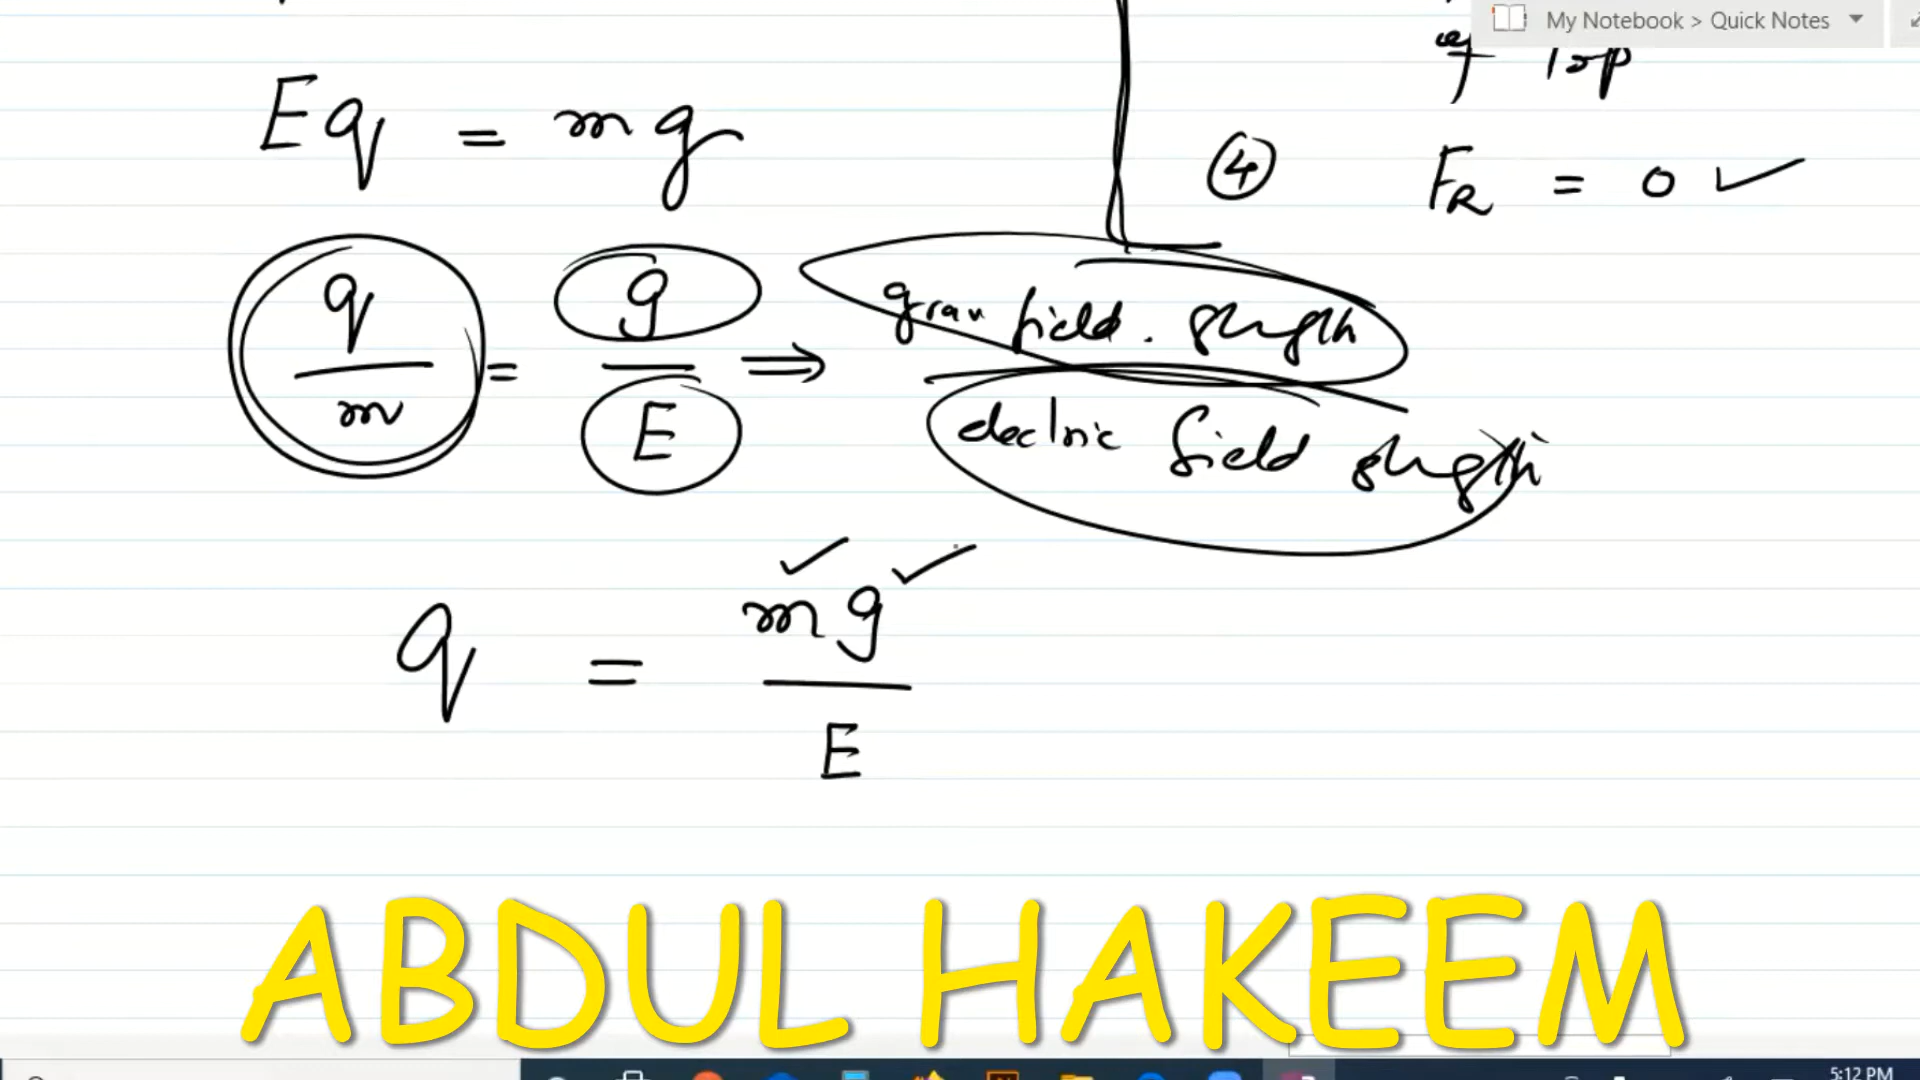 My Notebook > Quick Notes
of top
Eq = mg
④ FR = 0 ✓
q/m = g/E ⇒ grav field. strength / electric field strength
q = mg/E
ABDUL HAKEEM
5:12 PM